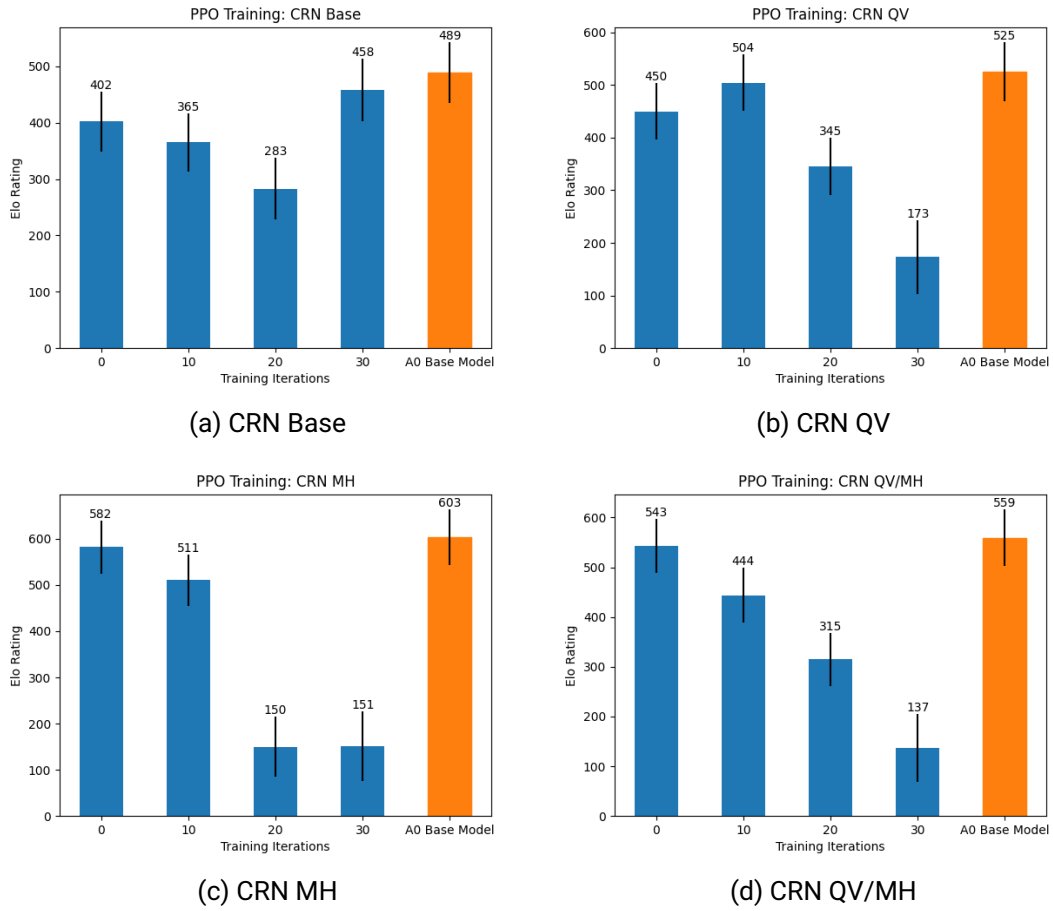 PPO Training: CRN Base
Elo Rating
500
400
300
200
100
0
402
365
283
458
489
0 10 20 30 A0 Base Model
Training Iterations
(a) CRN Base
PPO Training: CRN QV
Elo Rating
600
500
400
300
200
100
0
450
504
345
173
525
0 10 20 30 A0 Base Model
Training Iterations
(b) CRN QV
PPO Training: CRN MH
Elo Rating
600
500
400
300
200
100
0
582
511
150
151
603
0 10 20 30 A0 Base Model
Training Iterations
(c) CRN MH
PPO Training: CRN QV/MH
Elo Rating
600
500
400
300
200
100
0
543
444
315
137
559
0 10 20 30 A0 Base Model
Training Iterations
(d) CRN QV/MH